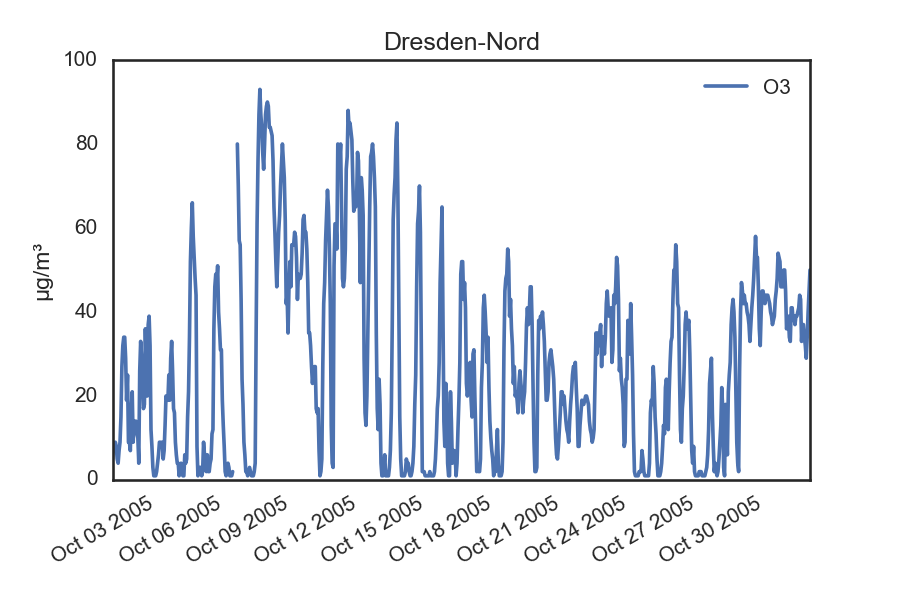 Dresden-Nord
O3
µg/m³
100
80
60
40
20
0
Oct 03 2005
Oct 06 2005
Oct 09 2005
Oct 12 2005
Oct 15 2005
Oct 18 2005
Oct 21 2005
Oct 24 2005
Oct 27 2005
Oct 30 2005